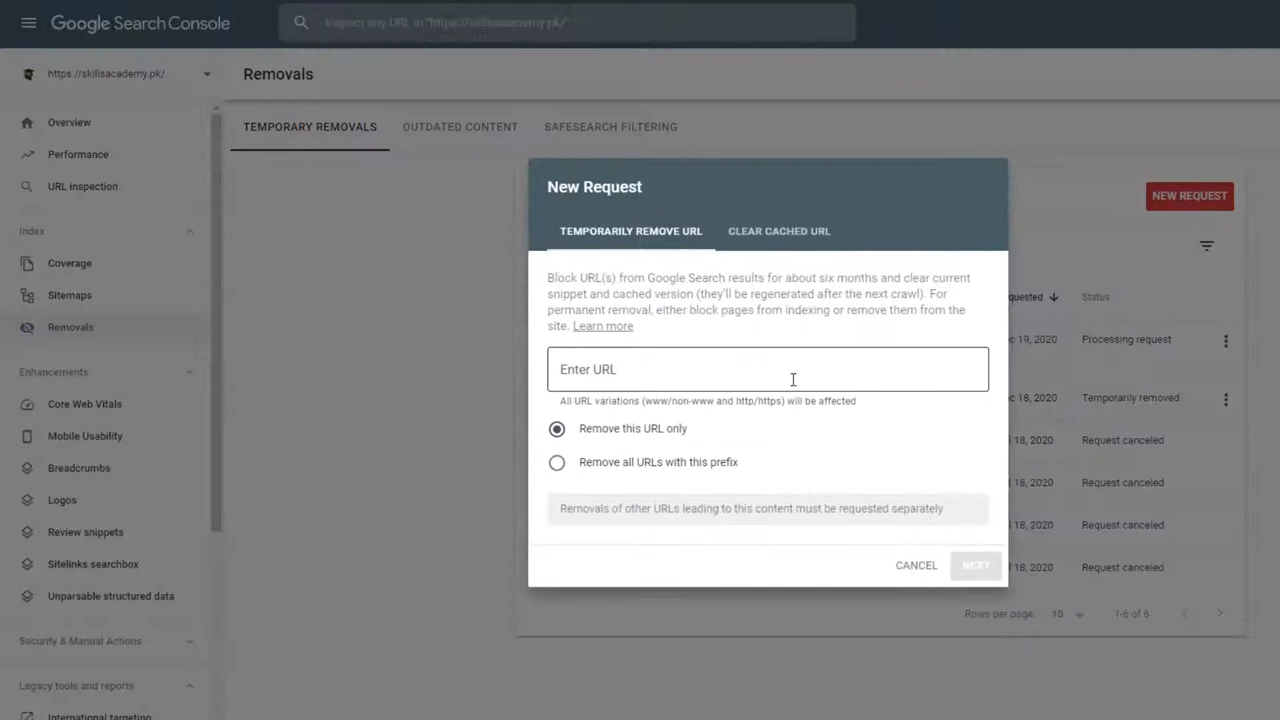 Google Search Console
Inspect any URL in "https://skillsacademy.pk/"
https://skillsacademy.pk/
Removals
Overview
Performance
URL inspection
Index
Coverage
Sitemaps
Removals
Enhancements
Core Web Vitals
Mobile Usability
Breadcrumbs
Logos
Review snippets
Sitelinks searchbox
Unparsable structured data
Security & Manual Actions
Legacy tools and reports
International targeting
TEMPORARY REMOVALS
OUTDATED CONTENT
SAFESEARCH FILTERING
NEW REQUEST
New Request
TEMPORARILY REMOVE URL
CLEAR CACHED URL
Block URL(s) from Google Search results for about six months and clear current
snippet and cached version (they'll be regenerated after the next crawl). For
permanent removal, either block pages from indexing or remove them from the
site. Learn more
Enter URL
All URL variations (www/non-www and http/https) will be affected
Remove this URL only
Remove all URLs with this prefix
Removals of other URLs leading to this content must be requested separately
CANCEL
NEXT
Status
19, 2020 Processing request
18, 2020 Temporarily removed
18, 2020 Request canceled
18, 2020 Request canceled
18, 2020 Request canceled
18, 2020 Request canceled
Rows per page: 10 1-6 of 6